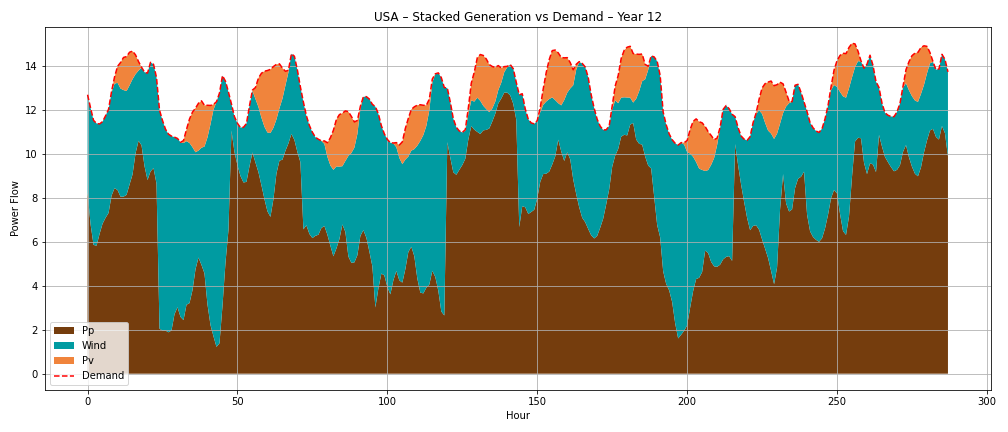 USA – Stacked Generation vs Demand – Year 12
Power Flow
14
12
10
8
6
4
2
0
Pp
Wind
Pv
Demand
0 50 100 150 200 250 300
Hour